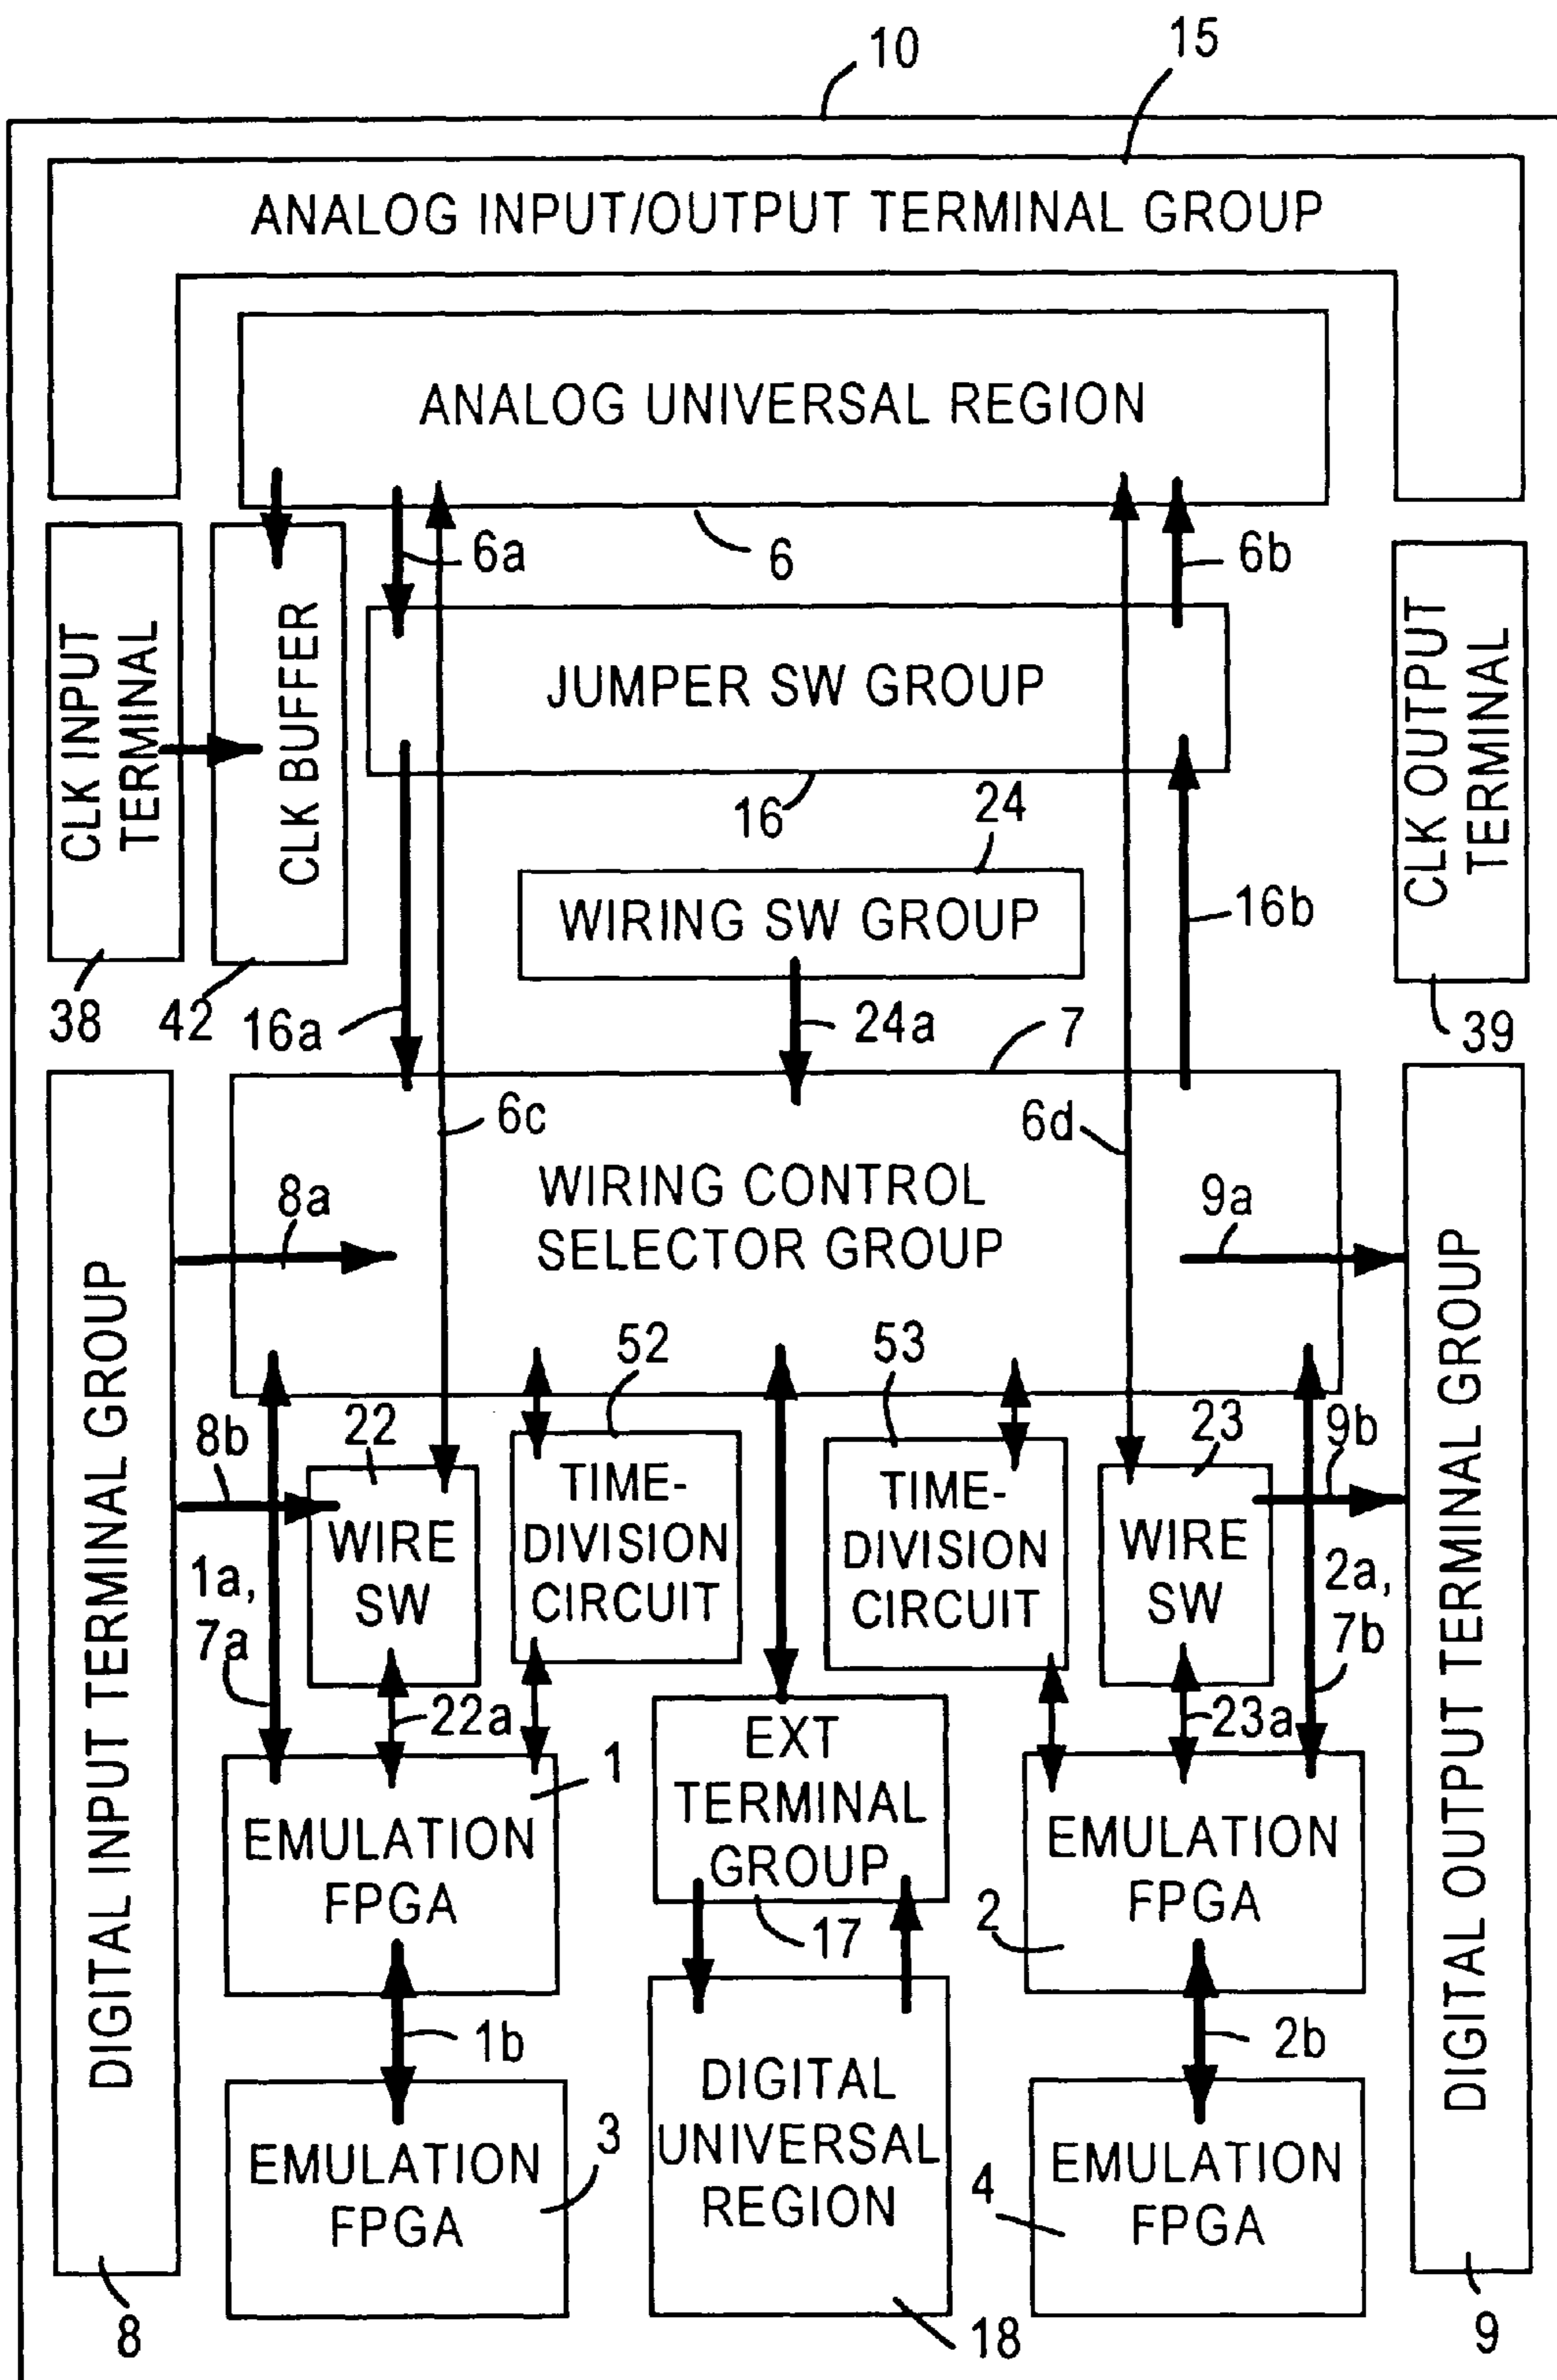 10
15
ANALOG INPUT/OUTPUT TERMINAL GROUP
ANALOG UNIVERSAL REGION
6a
6
6b
CLK INPUT
TERMINAL
CLK BUFFER
JUMPER SW GROUP
CLK OUTPUT
TERMINAL
16
24
WIRING SW GROUP
16b
38
42
16a
24a
7
39
6c
6d
WIRING CONTROL
SELECTOR GROUP
8a
9a
DIGITAL INPUT TERMINAL GROUP
DIGITAL OUTPUT TERMINAL GROUP
52
53
8b
22
23
9b
WIRE
SW
TIME-
DIVISION
CIRCUIT
TIME-
DIVISION
CIRCUIT
WIRE
SW
1a,
7a
2a,
7b
22a
23a
1
EMULATION
FPGA
EXT
TERMINAL
GROUP
2
EMULATION
FPGA
17
1b
2b
DIGITAL
UNIVERSAL
REGION
EMULATION
FPGA
3
4
EMULATION
FPGA
8
18
9